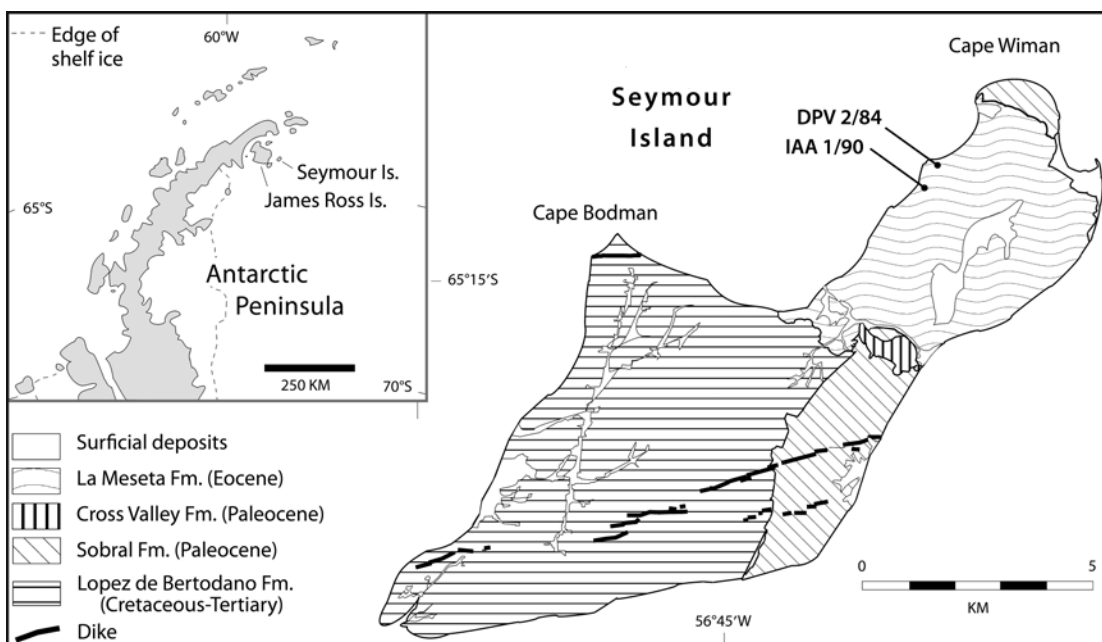 60°W
Edge of
shelf ice
Seymour Is.
James Ross Is.
65°S
Antarctic
Peninsula
250 KM
70°S
Cape Wiman
Seymour
Island
DPV 2/84
IAA 1/90
Cape Bodman
65°15′S
Surficial deposits
La Meseta Fm. (Eocene)
Cross Valley Fm. (Paleocene)
Sobral Fm. (Paleocene)
Lopez de Bertodano Fm.
(Cretaceous-Tertiary)
Dike
0 5
KM
56°45′W